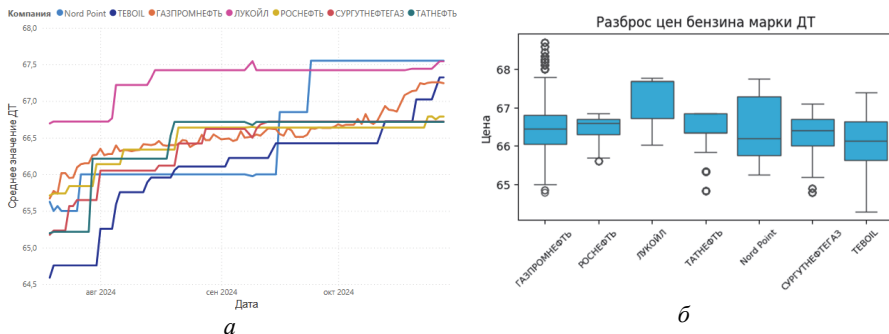 Компания Nord Point TEBOIL ГАЗПРОМНЕФТЬ ЛУКОЙЛ РОСНЕФТЬ СУРГУТНЕФТЕГАЗ ТАТНЕФТЬ
68,0
67,5
67,0
66,5
66,0
65,5
65,0
64,5
Среднее значение ДТ
авг 2024
сен 2024
окт 2024
Дата
а
Разброс цен бензина марки ДТ
68
67
66
65
Цена
ГАЗПРОМНЕФТЬ
РОСНЕФТЬ
ЛУКОЙЛ
ТАТНЕФТЬ
Nord Point
СУРГУТНЕФТЕГАЗ
TEBOIL
б